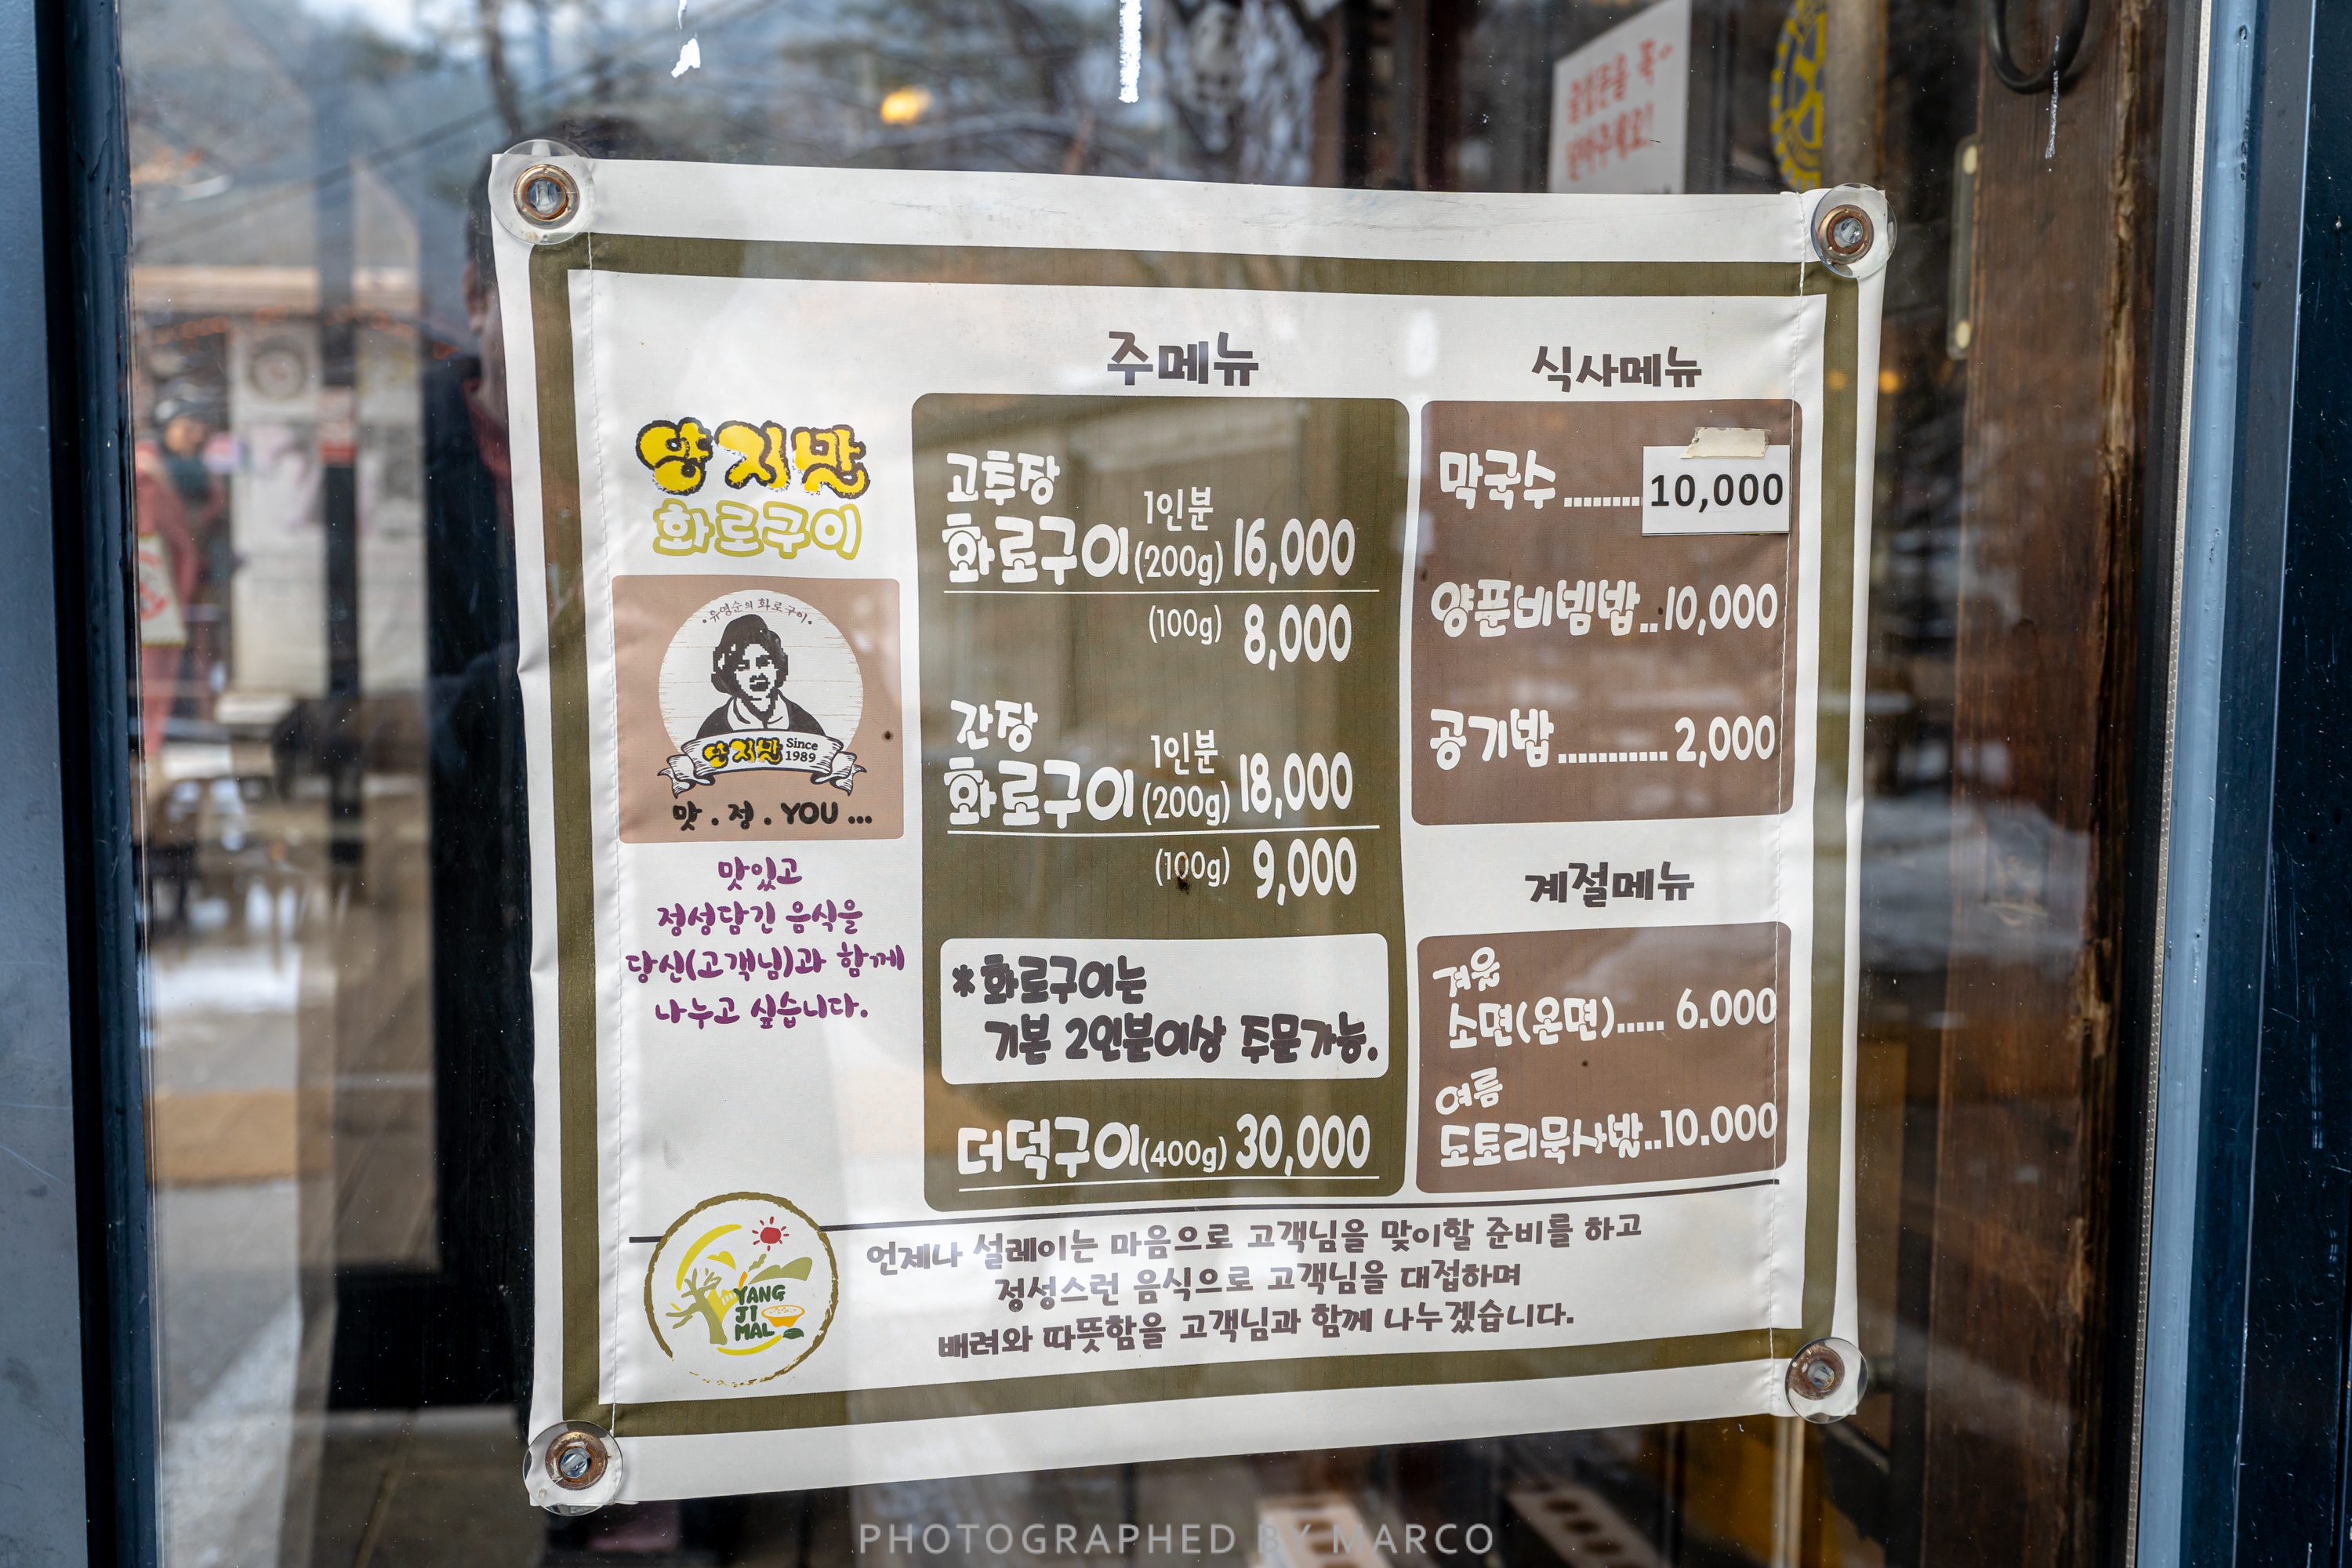 출입문을 꼭
닫아주세요!
양지말
화로구이
유영순의 화로구이
양지말 Since 1989
맛.정.YOU...
맛있고
정성담긴 음식을
당신(고객님)과 함께
나누고 싶습니다.
주메뉴
고추장
화로구이 1인분 (200g) 16,000
(100g) 8,000
간장
화로구이 1인분 (200g) 18,000
(100g) 9,000
*화로구이는
기본 2인분이상 주문가능.
더덕구이(400g) 30,000
식사메뉴
막국수.........10,000
양푼비빔밥..10,000
공기밥...........2,000
계절메뉴
겨울
소면(온면)..... 6.000
여름
도토리묵사밥..10.000
YANG
JI
MAL
언제나 설레이는 마음으로 고객님을 맞이할 준비를 하고
정성스런 음식으로 고객님을 대접하며
배려와 따뜻함을 고객님과 함께 나누겠습니다.
PHOTOGRAPHED BY MARCO